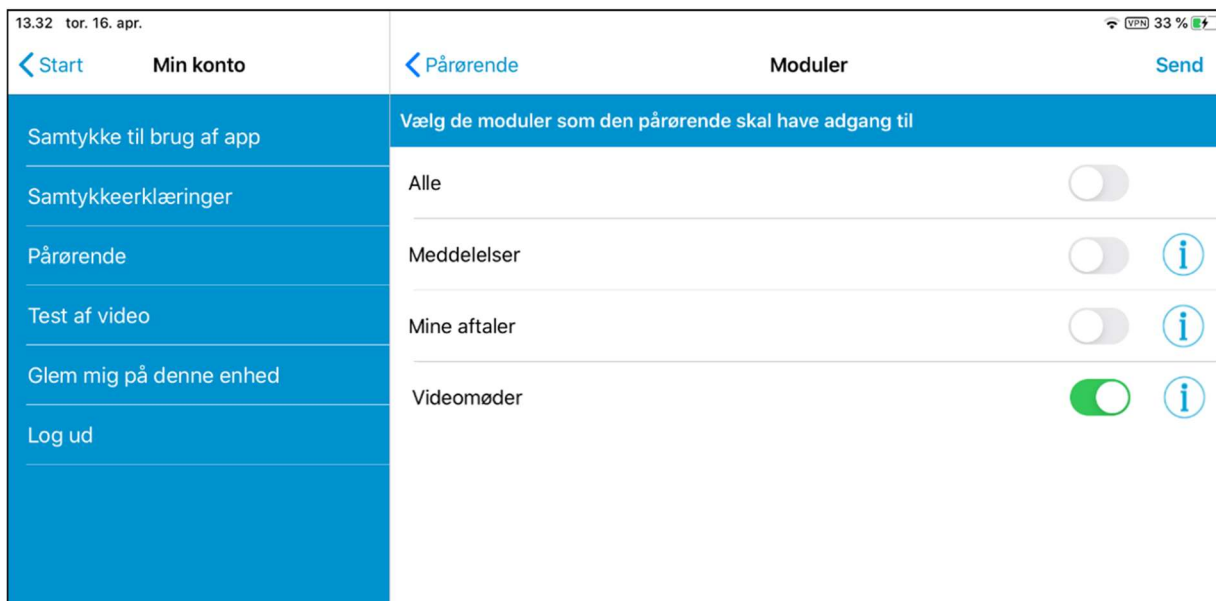 13.32 tor. 16. apr.
VPN 33 %
Start
Min konto
Samtykke til brug af app
Samtykkeerklæringer
Pårørende
Test af video
Glem mig på denne enhed
Log ud
Pårørende
Moduler
Send
Vælg de moduler som den pårørende skal have adgang til
Alle
Meddelelser
Mine aftaler
Videomøder